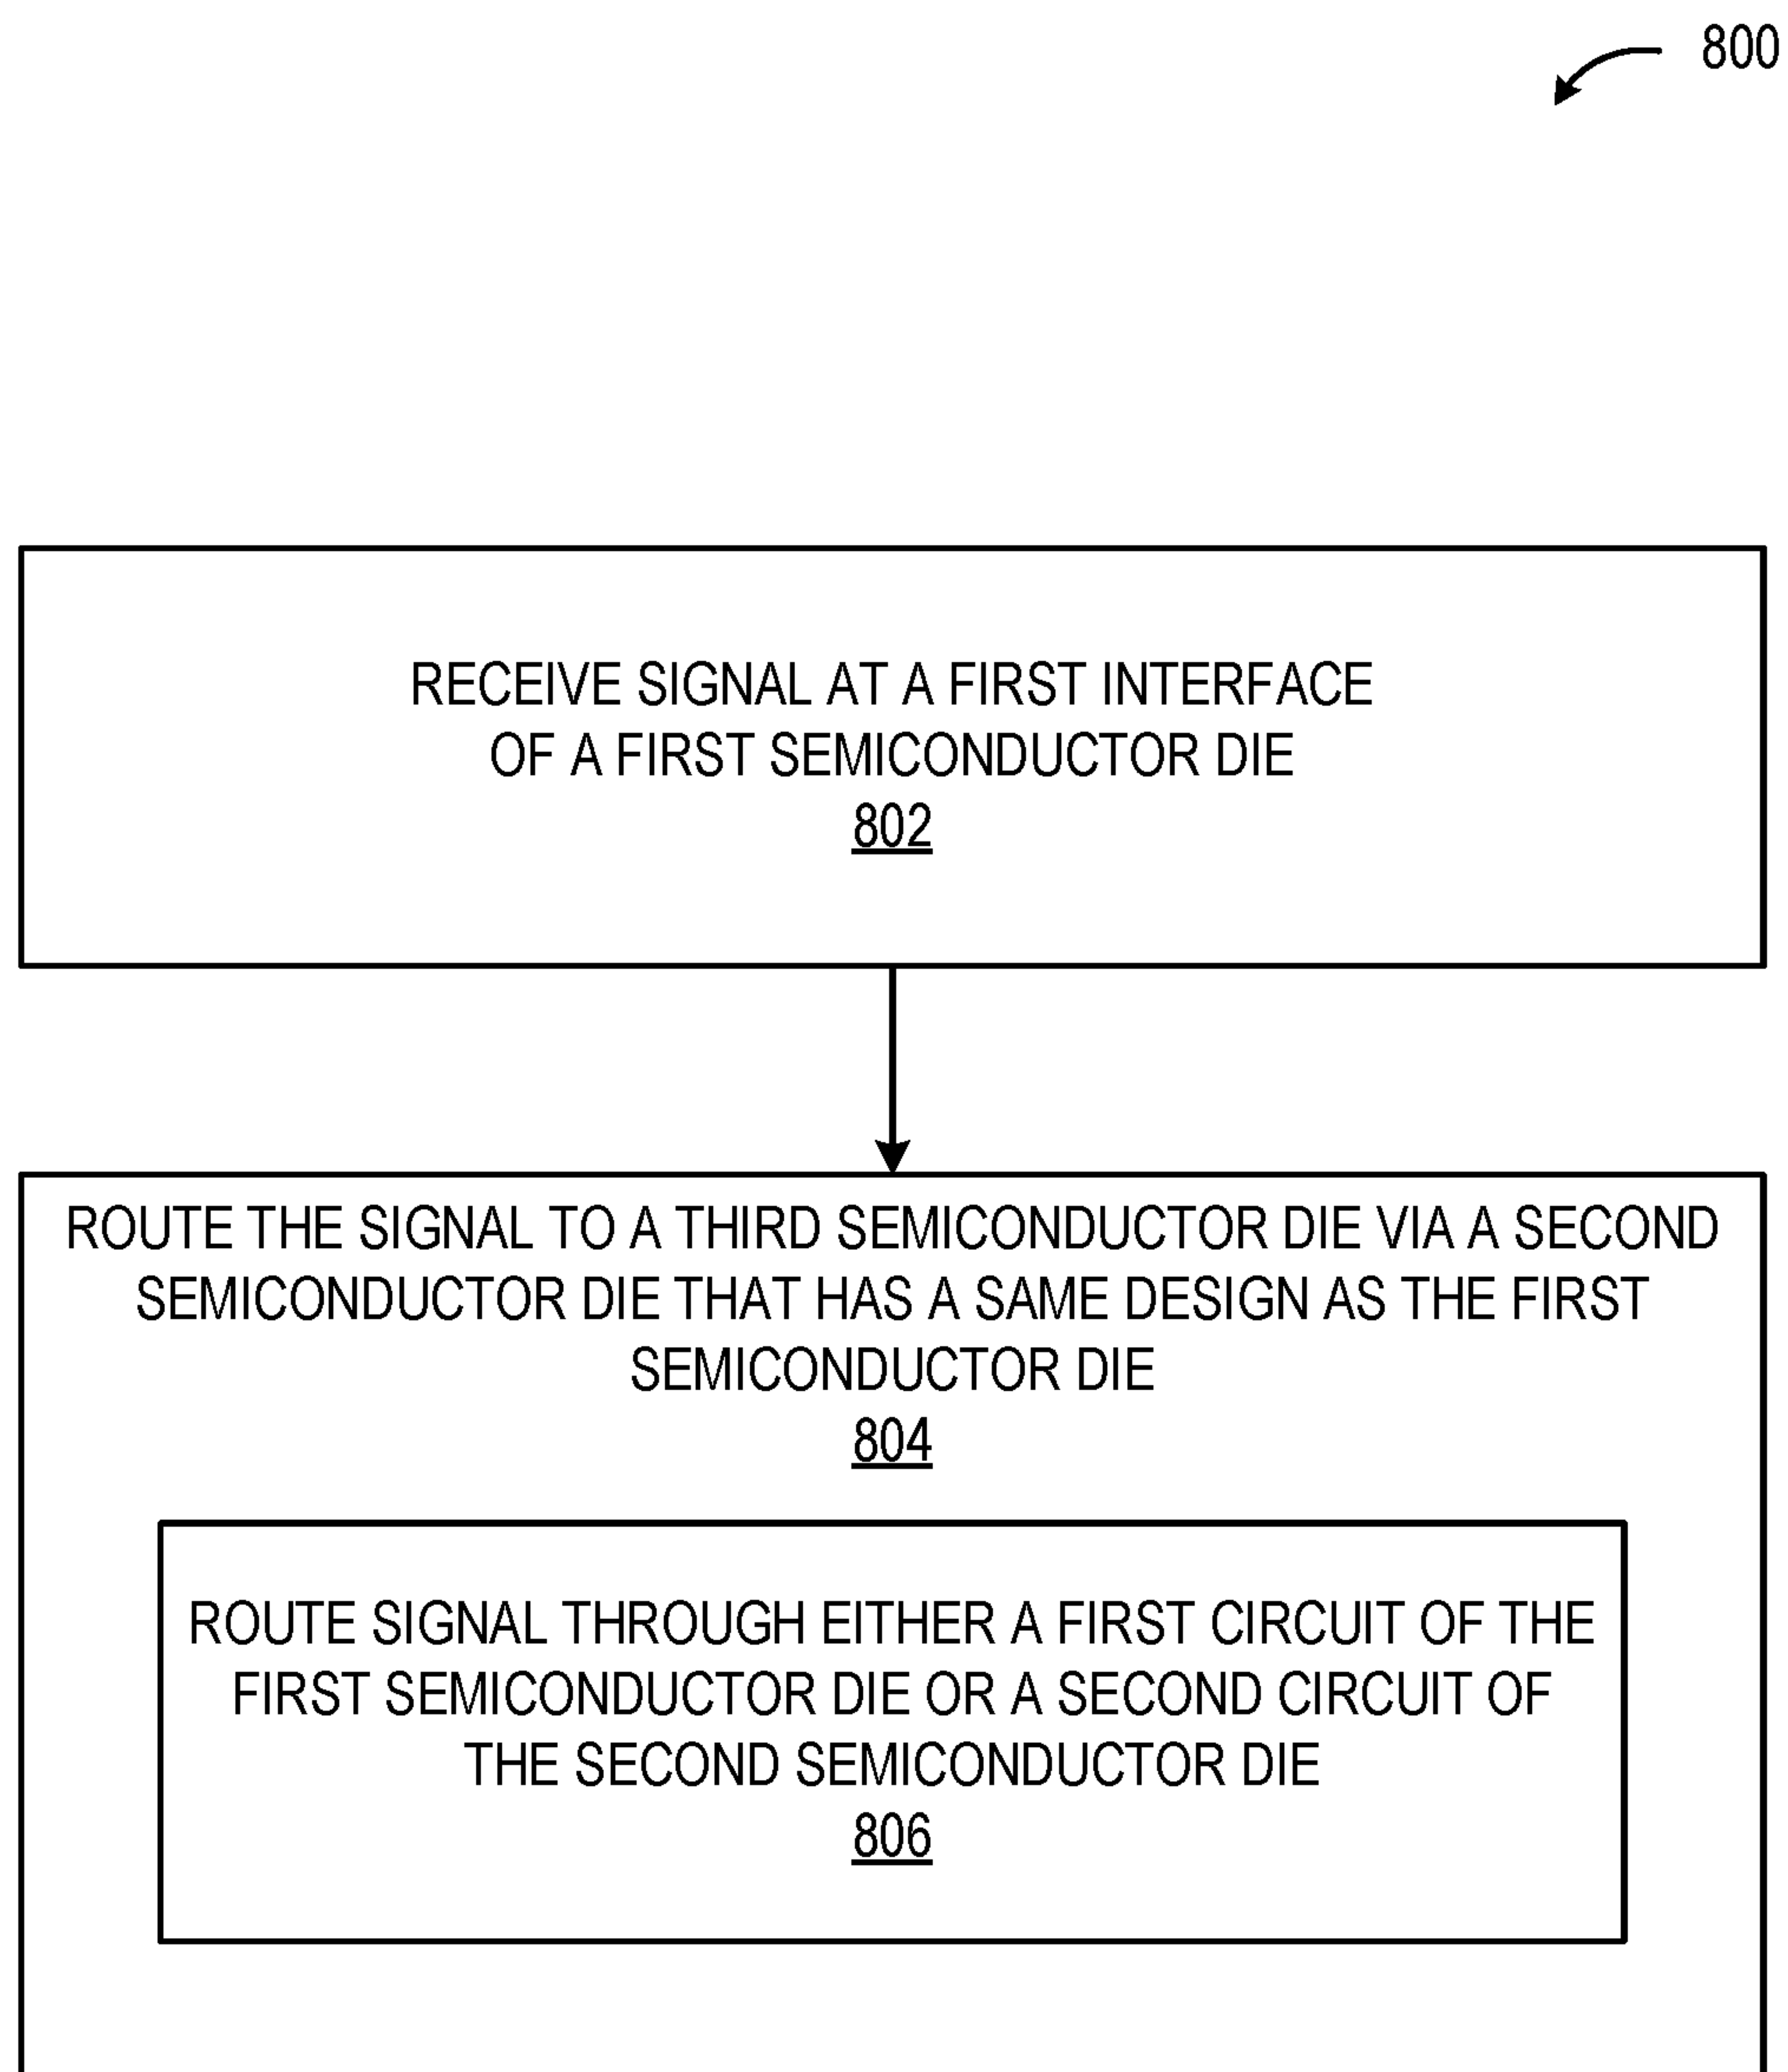 800
RECEIVE SIGNAL AT A FIRST INTERFACE
OF A FIRST SEMICONDUCTOR DIE
802
ROUTE THE SIGNAL TO A THIRD SEMICONDUCTOR DIE VIA A SECOND
SEMICONDUCTOR DIE THAT HAS A SAME DESIGN AS THE FIRST
SEMICONDUCTOR DIE
804
ROUTE SIGNAL THROUGH EITHER A FIRST CIRCUIT OF THE
FIRST SEMICONDUCTOR DIE OR A SECOND CIRCUIT OF
THE SECOND SEMICONDUCTOR DIE
806